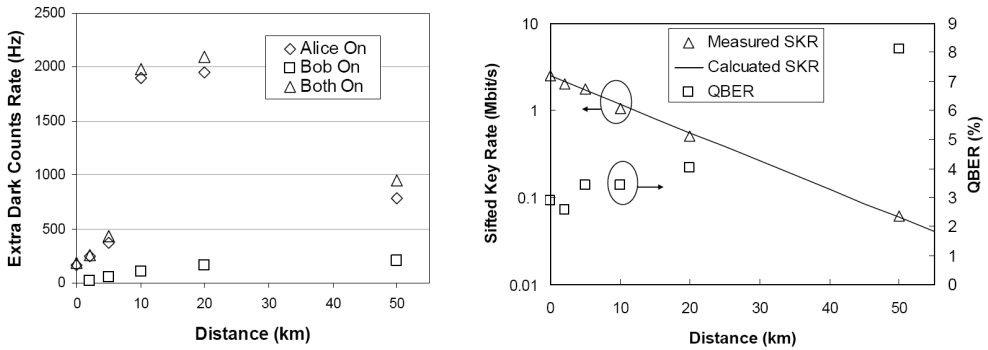 2500
2000
1500
1000
500
0
0
10
20
30
40
50
Extra Dark Counts Rate (Hz)
Distance (km)
Alice On
Bob On
Both On
10
1
0.1
0.01
0
10
20
30
40
50
9
8
7
6
5
4
3
2
1
0
Sifted Key Rate (Mbit/s)
QBER (%)
Distance (km)
Measured SKR
Calcuated SKR
QBER